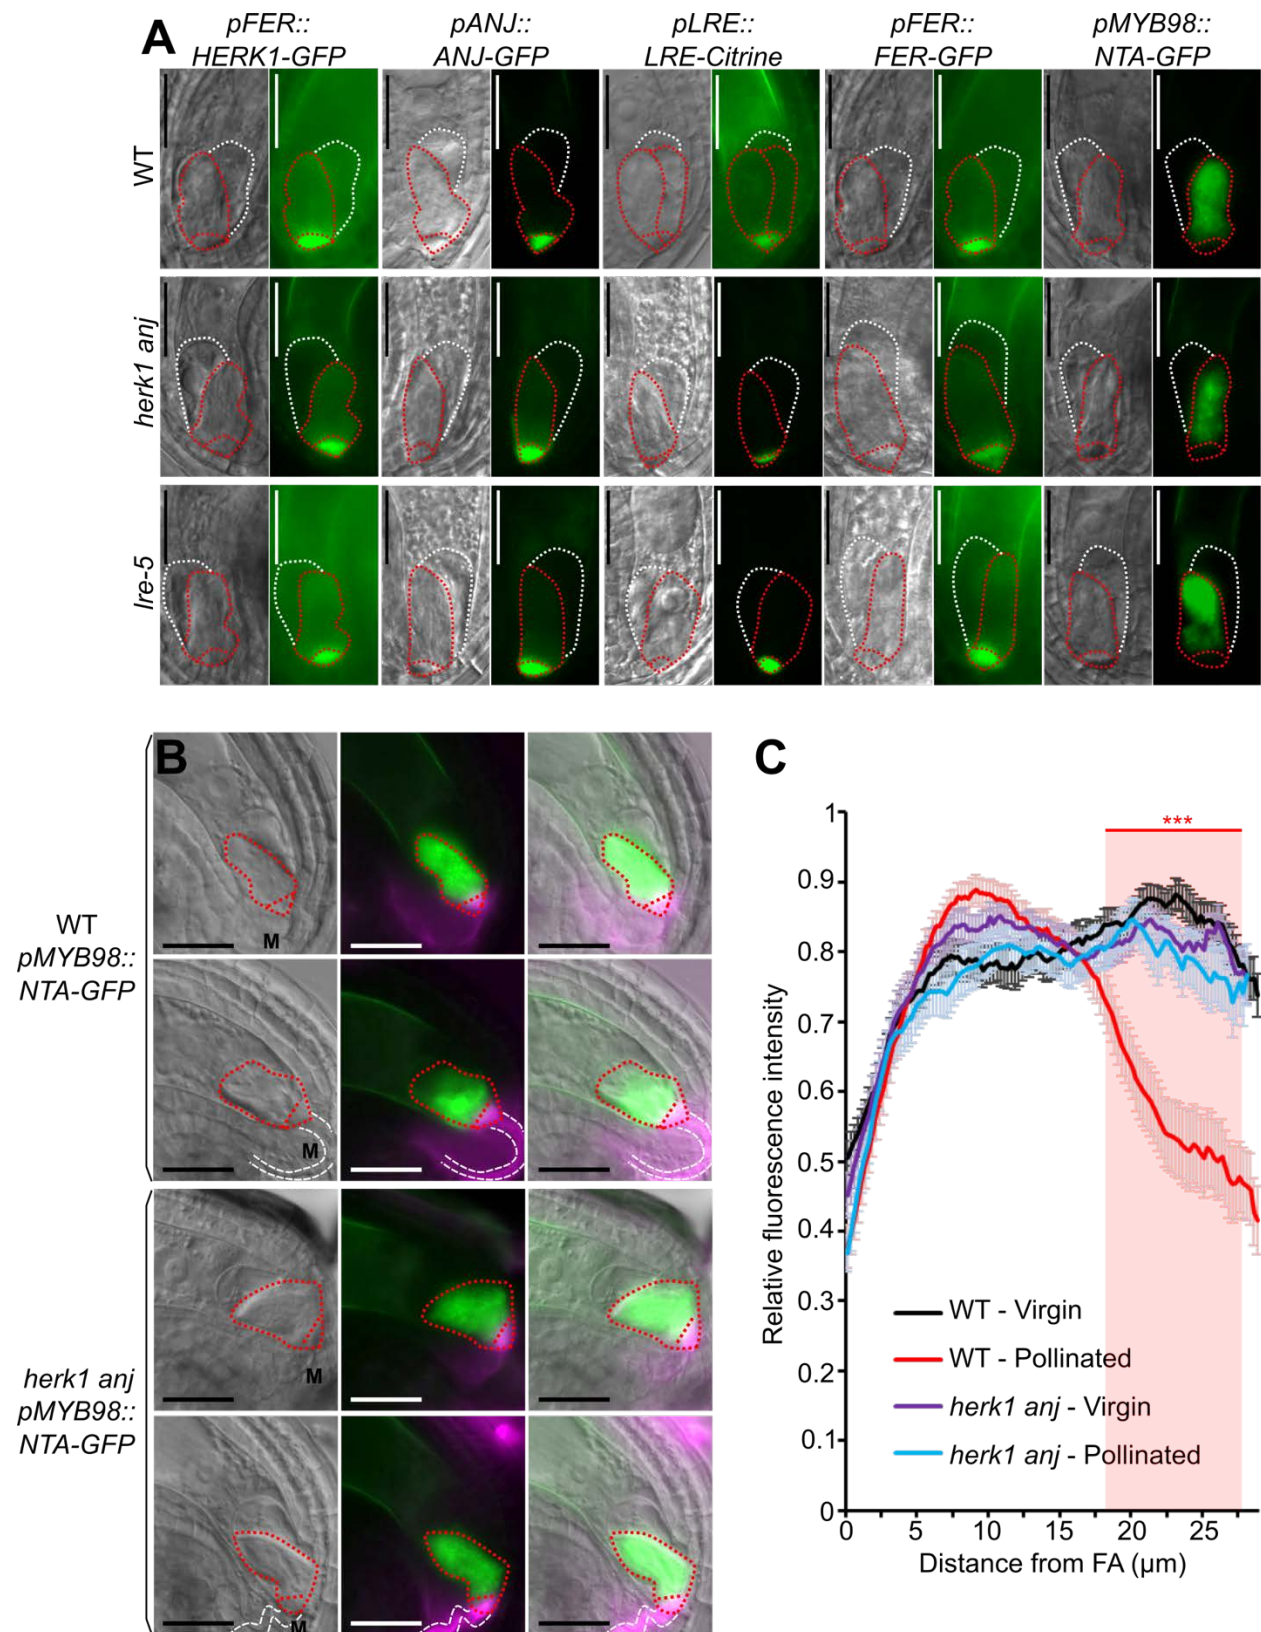 A
pFER::
HERK1-GFP
pANJ::
ANJ-GFP
pLRE::
LRE-Citrine
pFER::
FER-GFP
pMYB98::
NTA-GFP
WT
herk1 anj
lre-5
B
WT
pMYB98::
NTA-GFP
M
M
herk1 anj
pMYB98::
NTA-GFP
M
M
C
***
Relative fluorescence intensity
1
0.9
0.8
0.7
0.6
0.5
0.4
0.3
0.2
0.1
0
WT - Virgin
WT - Pollinated
herk1 anj - Virgin
herk1 anj - Pollinated
0 5 10 15 20 25
Distance from FA (μm)